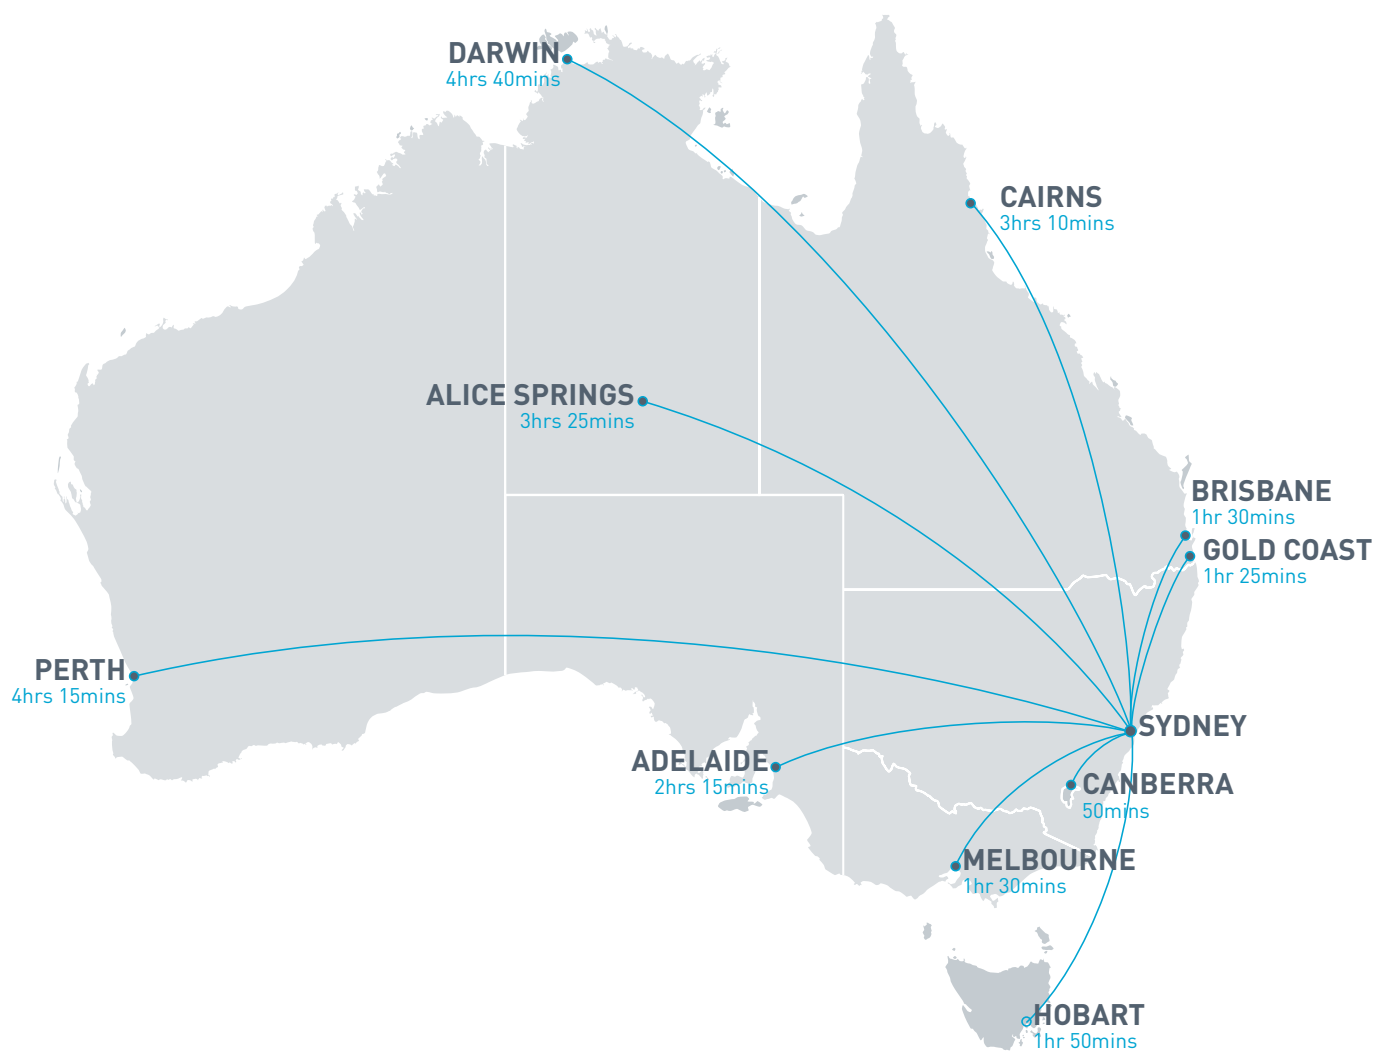 DARWIN
4hrs 40mins
CAIRNS
3hrs 10mins
ALICE SPRINGS
3hrs 25mins
BRISBANE
1hr 30mins
GOLD COAST
1hr 25mins
PERTH
4hrs 15mins
SYDNEY
ADELAIDE
2hrs 15mins
CANBERRA
50mins
MELBOURNE
1hr 30mins
HOBART
1hr 50mins